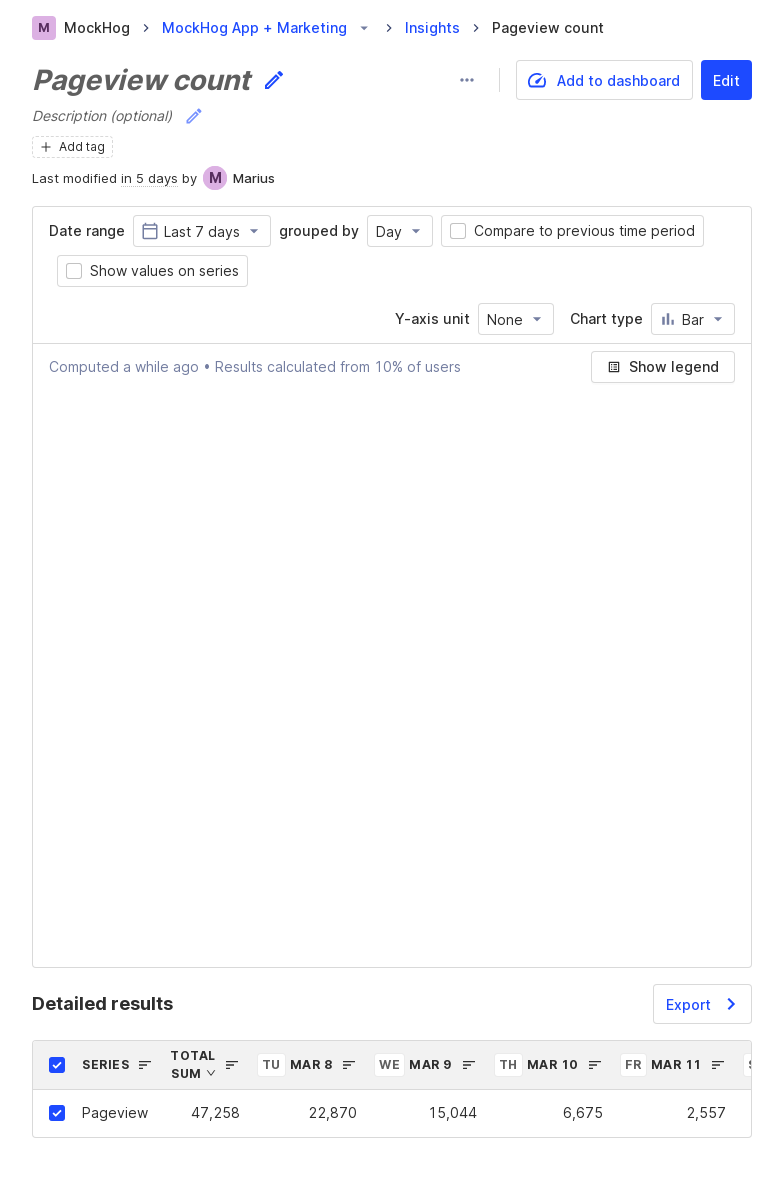 M MockHog MockHog App + Marketing Insights Pageview count
Pageview count
Add to dashboard Edit
Description (optional)
Add tag
Last modified in 5 days by M Marius
Date range Last 7 days grouped by Day Compare to previous time period
Show values on series
Y-axis unit None Chart type Bar
Computed a while ago • Results calculated from 10% of users Show legend
Detailed results Export
SERIES TOTAL SUM TU MAR 8 WE MAR 9 TH MAR 10 FR MAR 11
Pageview 47,258 22,870 15,044 6,675 2,557